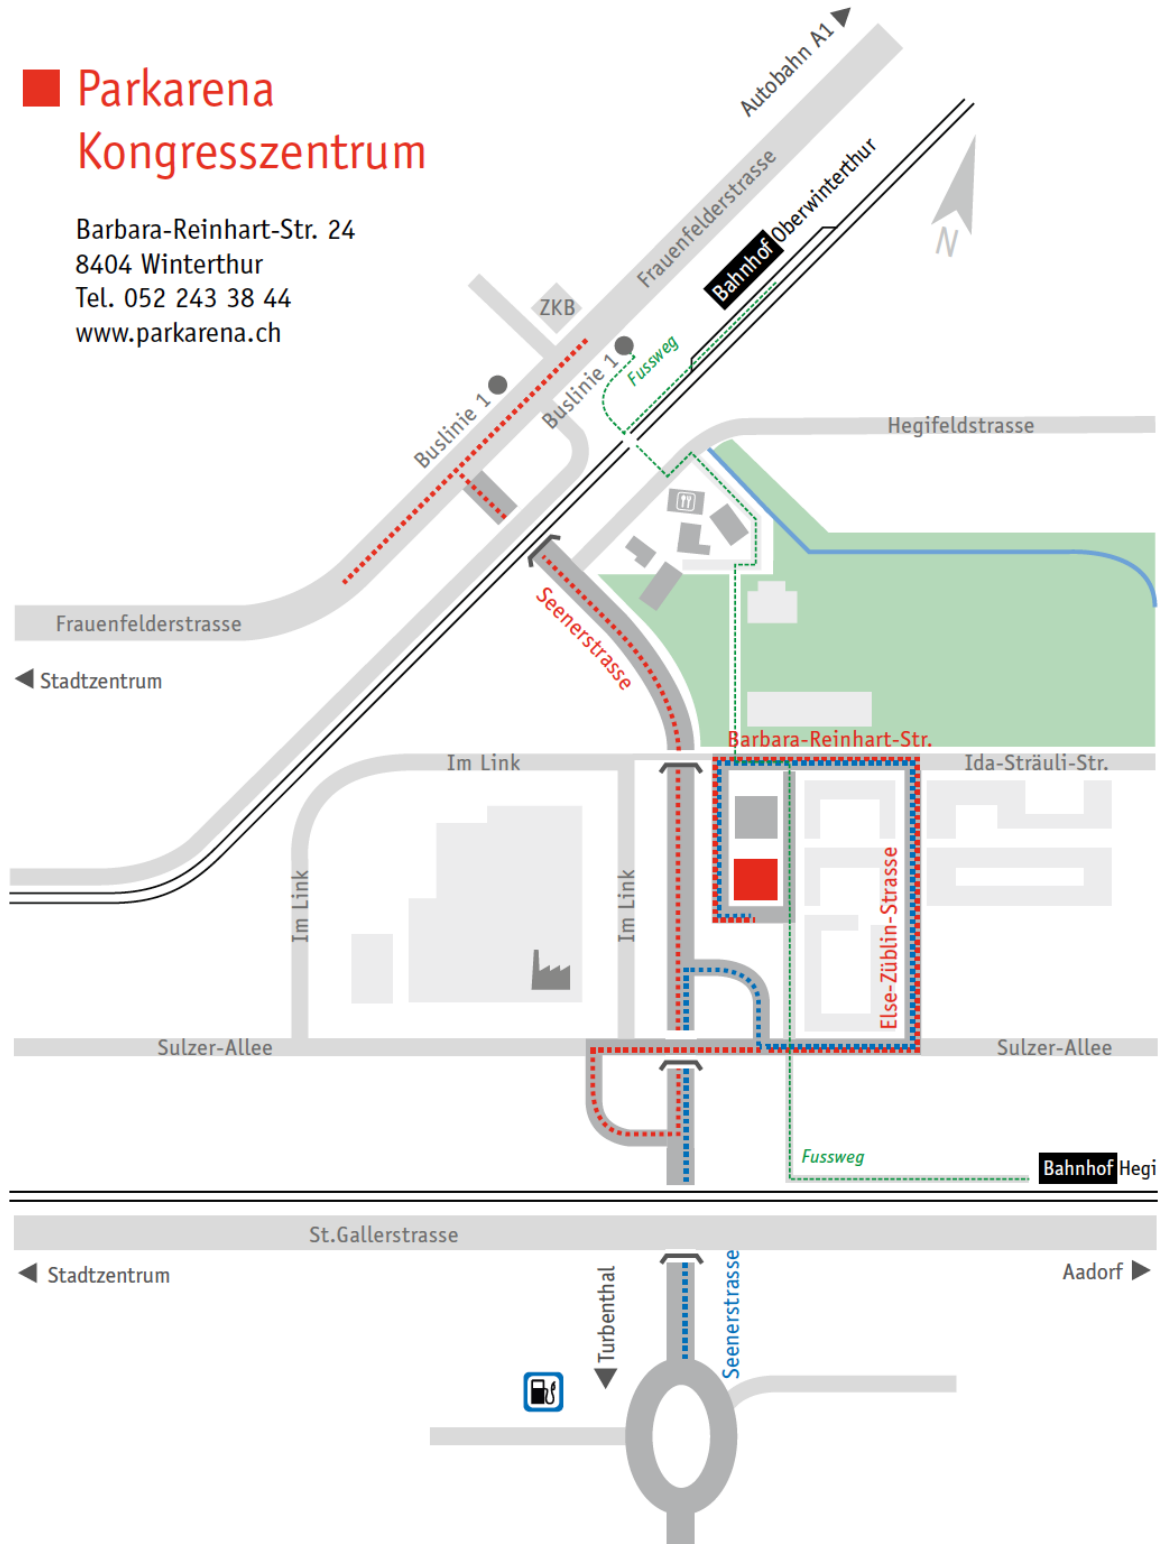 Parkarena
Kongresszentrum
Barbara-Reinhart-Str. 24
8404 Winterthur
Tel. 052 243 38 44
www.parkarena.ch
Autobahn A1
Frauenfelderstrasse
Bahnhof Oberwinterthur
N
ZKB
Buslinie 1
Buslinie 1
Fussweg
Hegifeldstrasse
Seenerstrasse
Frauenfelderstrasse
Stadtzentrum
Barbara-Reinhart-Str.
Im Link
Ida-Sträuli-Str.
Im Link
Im Link
Else-Züblin-Strasse
Sulzer-Allee
Sulzer-Allee
Fussweg
Bahnhof Hegi
St.Gallerstrasse
Stadtzentrum
Aadorf
Turbenthal
Seenerstrasse